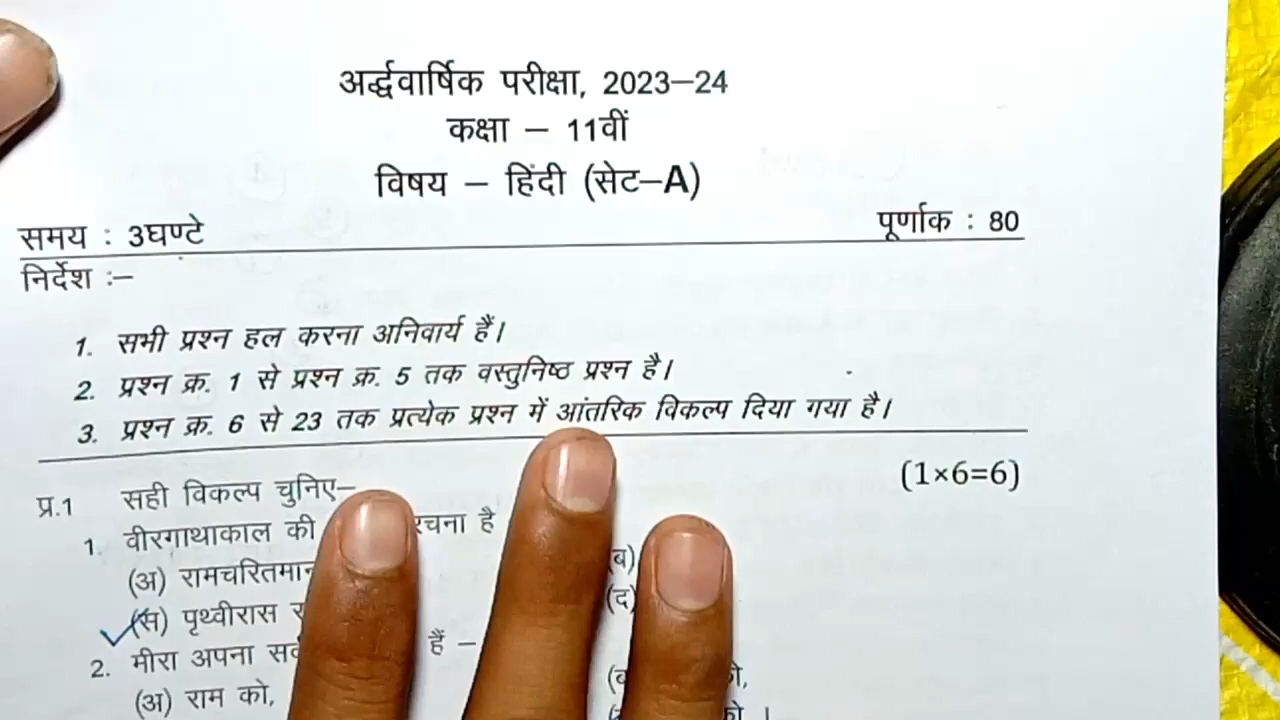 अर्द्धवार्षिक परीक्षा, 2023–24
कक्षा – 11वीं
विषय – हिंदी (सेट–A)
समय : 3घण्टे पूर्णाक : 80
निर्देश :–
1. सभी प्रश्न हल करना अनिवार्य हैं।
2. प्रश्न क्र. 1 से प्रश्न क्र. 5 तक वस्तुनिष्ठ प्रश्न है।
3. प्रश्न क्र. 6 से 23 तक प्रत्येक प्रश्न में आंतरिक विकल्प दिया गया है।
प्र.1 सही विकल्प चुनिए– (1×6=6)
1. वीरगाथाकाल की रचना है
(अ) (ब)
(स) पृथ्वीरास (द)
2. मीरा अपना हैं –
(अ) राम को,